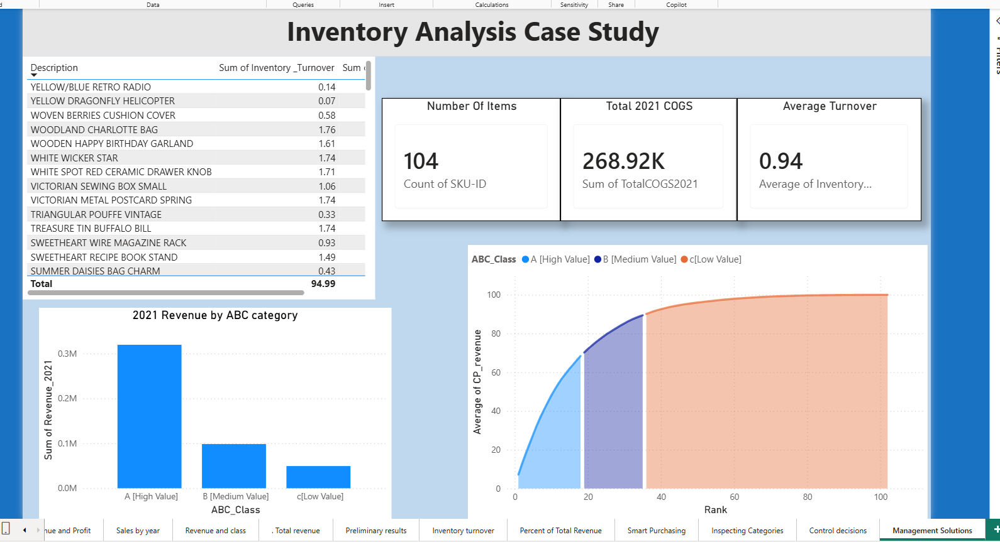 Data Queries Insert Calculations Sensitivity Share Copilot
Inventory Analysis Case Study
Filters
Description Sum of Inventory _Turnover Sum
YELLOW/BLUE RETRO RADIO 0.14
YELLOW DRAGONFLY HELICOPTER 0.07
WOVEN BERRIES CUSHION COVER 0.58
WOODLAND CHARLOTTE BAG 1.76
WOODEN HAPPY BIRTHDAY GARLAND 1.61
WHITE WICKER STAR 1.74
WHITE SPOT RED CERAMIC DRAWER KNOB 1.71
VICTORIAN SEWING BOX SMALL 1.06
VICTORIAN METAL POSTCARD SPRING 1.74
TRIANGULAR POUFFE VINTAGE 0.33
TREASURE TIN BUFFALO BILL 1.74
SWEETHEART WIRE MAGAZINE RACK 0.93
SWEETHEART RECIPE BOOK STAND 1.49
SUMMER DAISIES BAG CHARM 0.43
Total 94.99
Number Of Items
104
Count of SKU-ID
Total 2021 COGS
268.92K
Sum of TotalCOGS2021
Average Turnover
0.94
Average of Inventory...
2021 Revenue by ABC category
Sum of Revenue_2021
0.3M
0.2M
0.1M
0.0M
A [High Value] B [Medium Value] c[Low Value]
ABC_Class
ABC_Class A [High Value] B [Medium Value] c[Low Value]
Average of CP_revenue
100
80
60
40
20
0
0 20 40 60 80 100
Rank
nue and Profit Sales by year Revenue and class . Total revenue Preliminary results Inventory turnover Percent of Total Revenue Smart Purchasing Inspecting Categories Control decisions Management Solutions